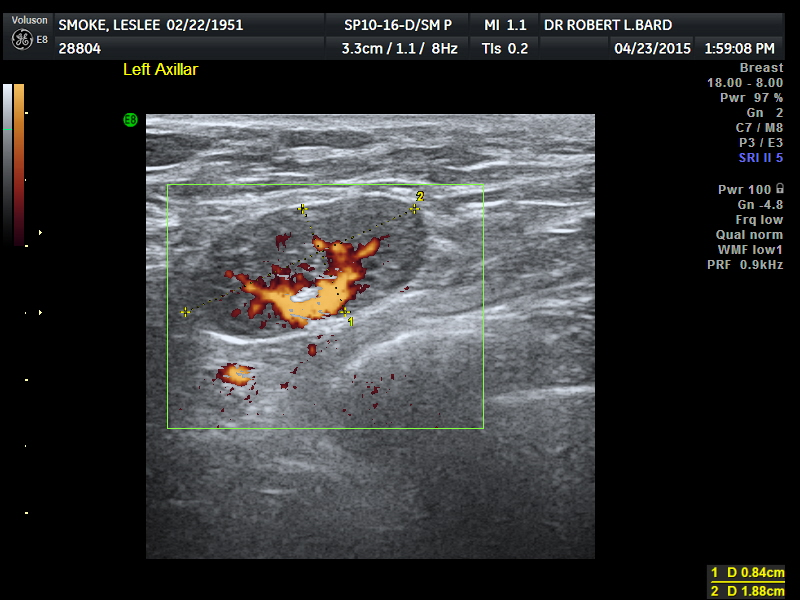 Voluson
E8
SMOKE, LESLEE 02/22/1951
SP10-16-D/SM P
MI 1.1
DR ROBERT L.BARD
28804
3.3cm / 1.1 / 8Hz
TIs 0.2
04/23/2015
1:59:08 PM
Left Axillar
Breast
18.00 - 8.00
Pwr 97 %
Gn 2
C7 / M8
P3 / E3
SRI II 5
Pwr 100
Gn -4.8
Frq low
Qual norm
WMF low1
PRF 0.9kHz
E8
2
1
1 D 0.84cm
2 D 1.88cm